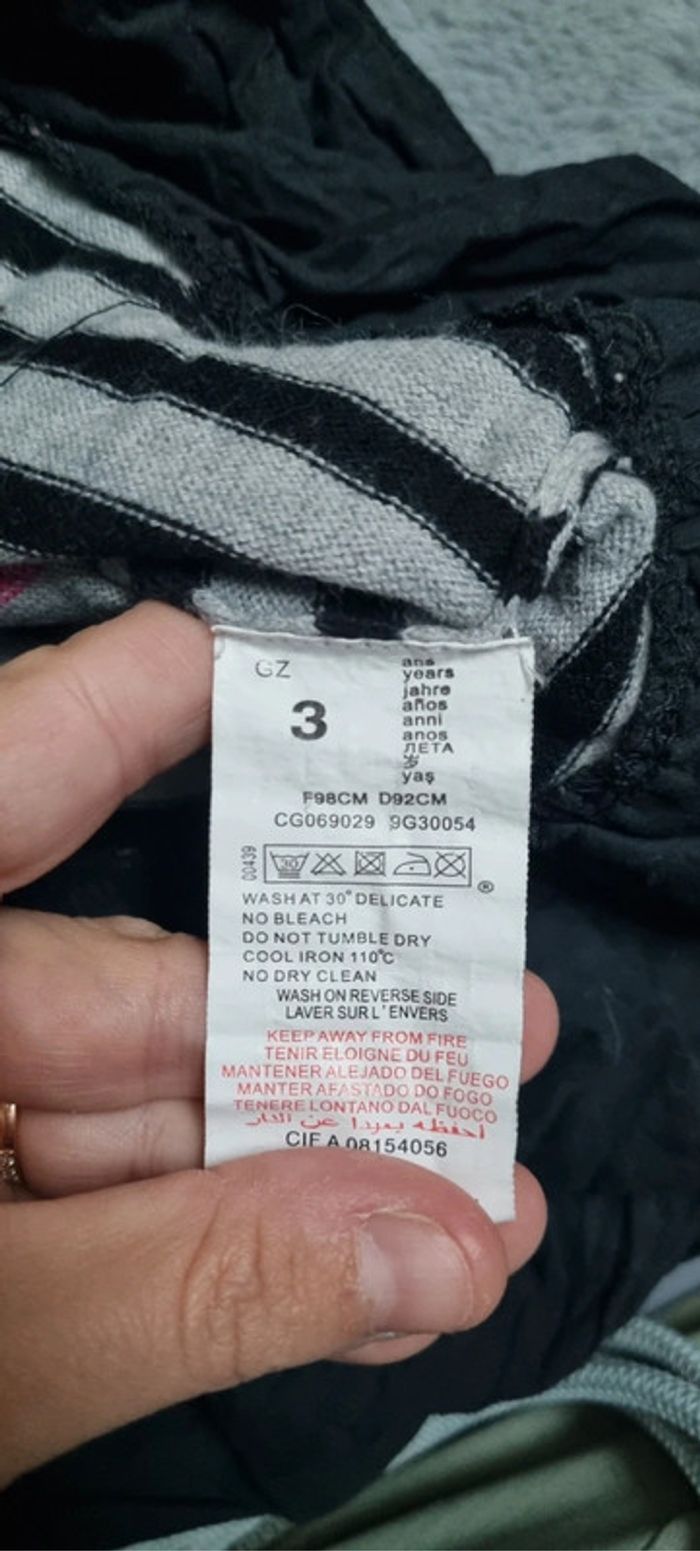 GZ
3
ans
years
jahre
años
anni
anos
ЛЕТА
岁
yaş
F98CM D92CM
CG069029 9G30054
00439
30
®
WASH AT 30° DELICATE
NO BLEACH
DO NOT TUMBLE DRY
COOL IRON 110°C
NO DRY CLEAN
WASH ON REVERSE SIDE
LAVER SUR L'ENVERS
KEEP AWAY FROM FIRE
TENIR ELOIGNE DU FEU
MANTENER ALEJADO DEL FUEGO
MANTER AFASTADO DO FOGO
TENERE LONTANO DAL FUOCO
احفظه بعيدا عن النار
CIF A 08154056